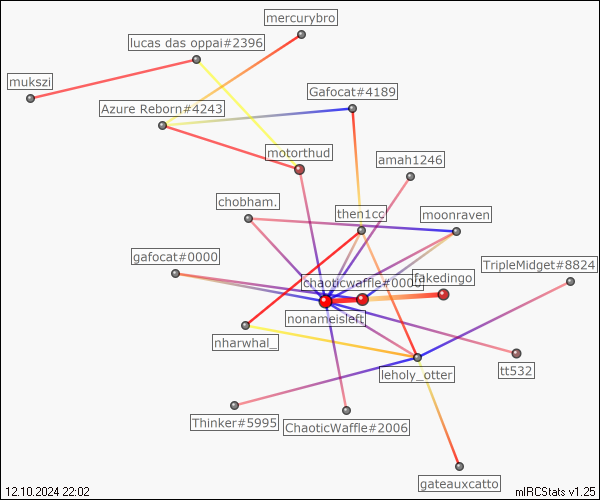 mercurybro
lucas das oppai#2396
mukszi
Gafocat#4189
Azure Reborn#4243
motorthud
amah1246
chobham.
then1cc
moonraven
gafocat#0000
TripleMidget#8824
chaoticwaffle#000
fakedingo
nonameisleft
nharwhal_
tt532
leholy_otter
Thinker#5995
ChaoticWaffle#2006
gateauxcatto
12.10.2024 22:02
mIRCStats v1.25